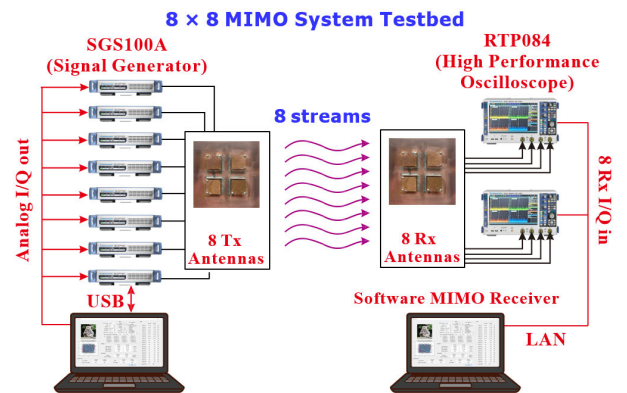 8 × 8 MIMO System Testbed
SGS100A
(Signal Generator)
RTP084
(High Performance
Oscilloscope)
8 streams
Analog I/Q out
8 Tx
Antennas
8 Rx
Antennas
8 Rx I/Q in
USB
Software MIMO Receiver
LAN